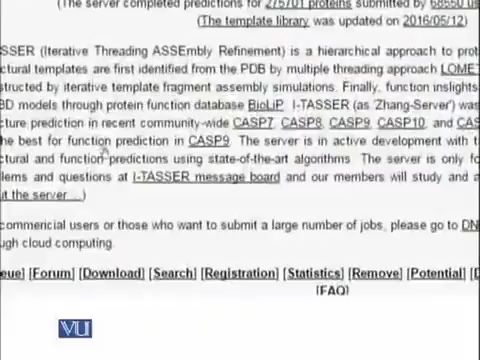 (The server completed predictions for 275701 proteins submitted by 68550 us
(The template library was updated on 2016/05/12)
SSER (Iterative Threading ASSEmbly Refinement) is a hierarchical approach to prot
ctural templates are first identified from the PDB by multiple threading approach LOMET
structed by iterative template fragment assembly simulations. Finally, function inslights
BD models through protein function database BioLiP. I-TASSER (as 'Zhang-Server') was
cture prediction in recent community-wide CASP7, CASP8, CASP9, CASP10, and CAS
he best for function prediction in CASP9. The server is in active development with t
ctural and function predictions using state-of-the-art algorithms. The server is only fo
lems and questions at I-TASSER message board and our members will study and a
ut the server ...)
commericial users or those who want to submit a large number of jobs, please go to DN
ugh cloud computing.
eue] [Forum] [Download] [Search] [Registration] [Statistics] [Remove] [Potential] [D
[FAQ]
VU